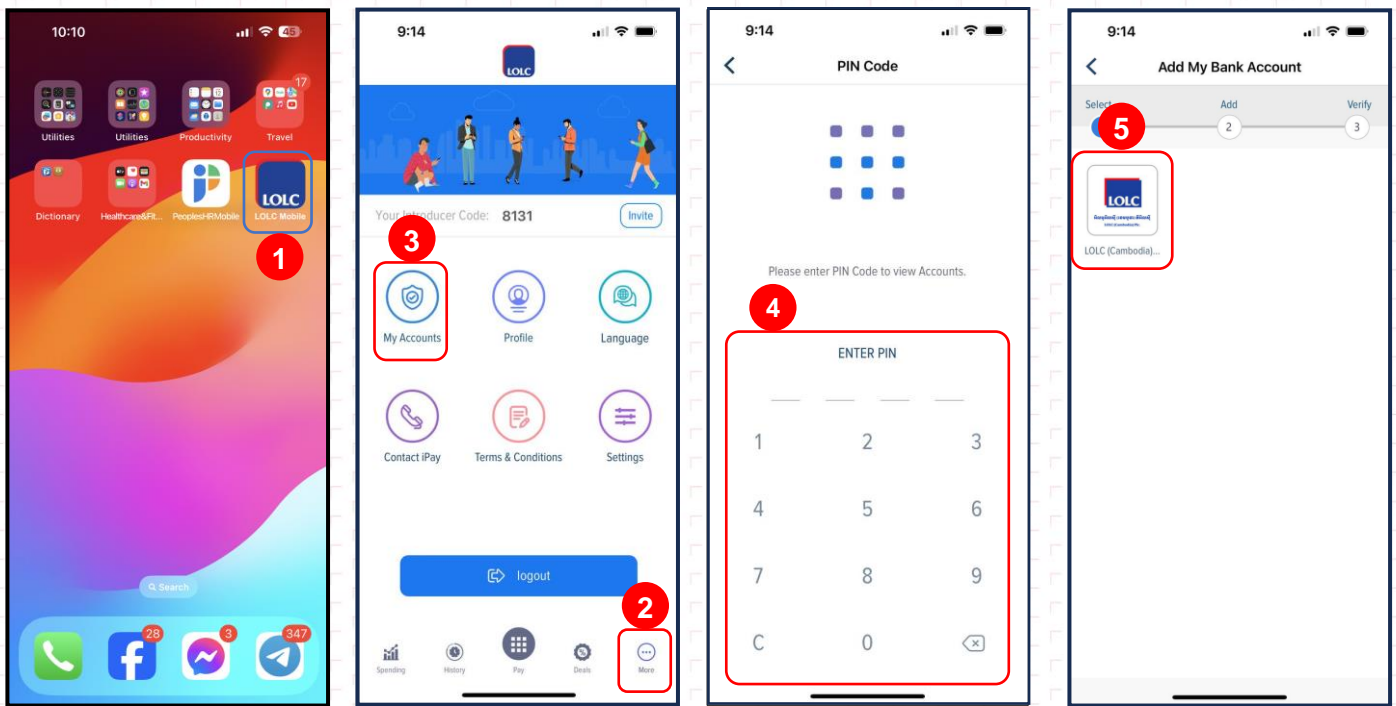 10:10
45
17
Utilities
Utilities
Productivity
Travel
LOLC
Dictionary
Healthcare&Fit...
PeoplesHRMobile
LOLC Mobile
1
Search
28
3
347
9:14
LOLC
Your Introducer Code: 8131
Invite
3
My Accounts
Profile
Language
Contact iPay
Terms & Conditions
Settings
logout
2
Spending
History
Pay
Deals
More
9:14
PIN Code
Please enter PIN Code to view Accounts.
4
ENTER PIN
1 2 3
4 5 6
7 8 9
C 0
9:14
Add My Bank Account
Select
Add
Verify
5
2
3
LOLC
LOLC (Cambodia)...